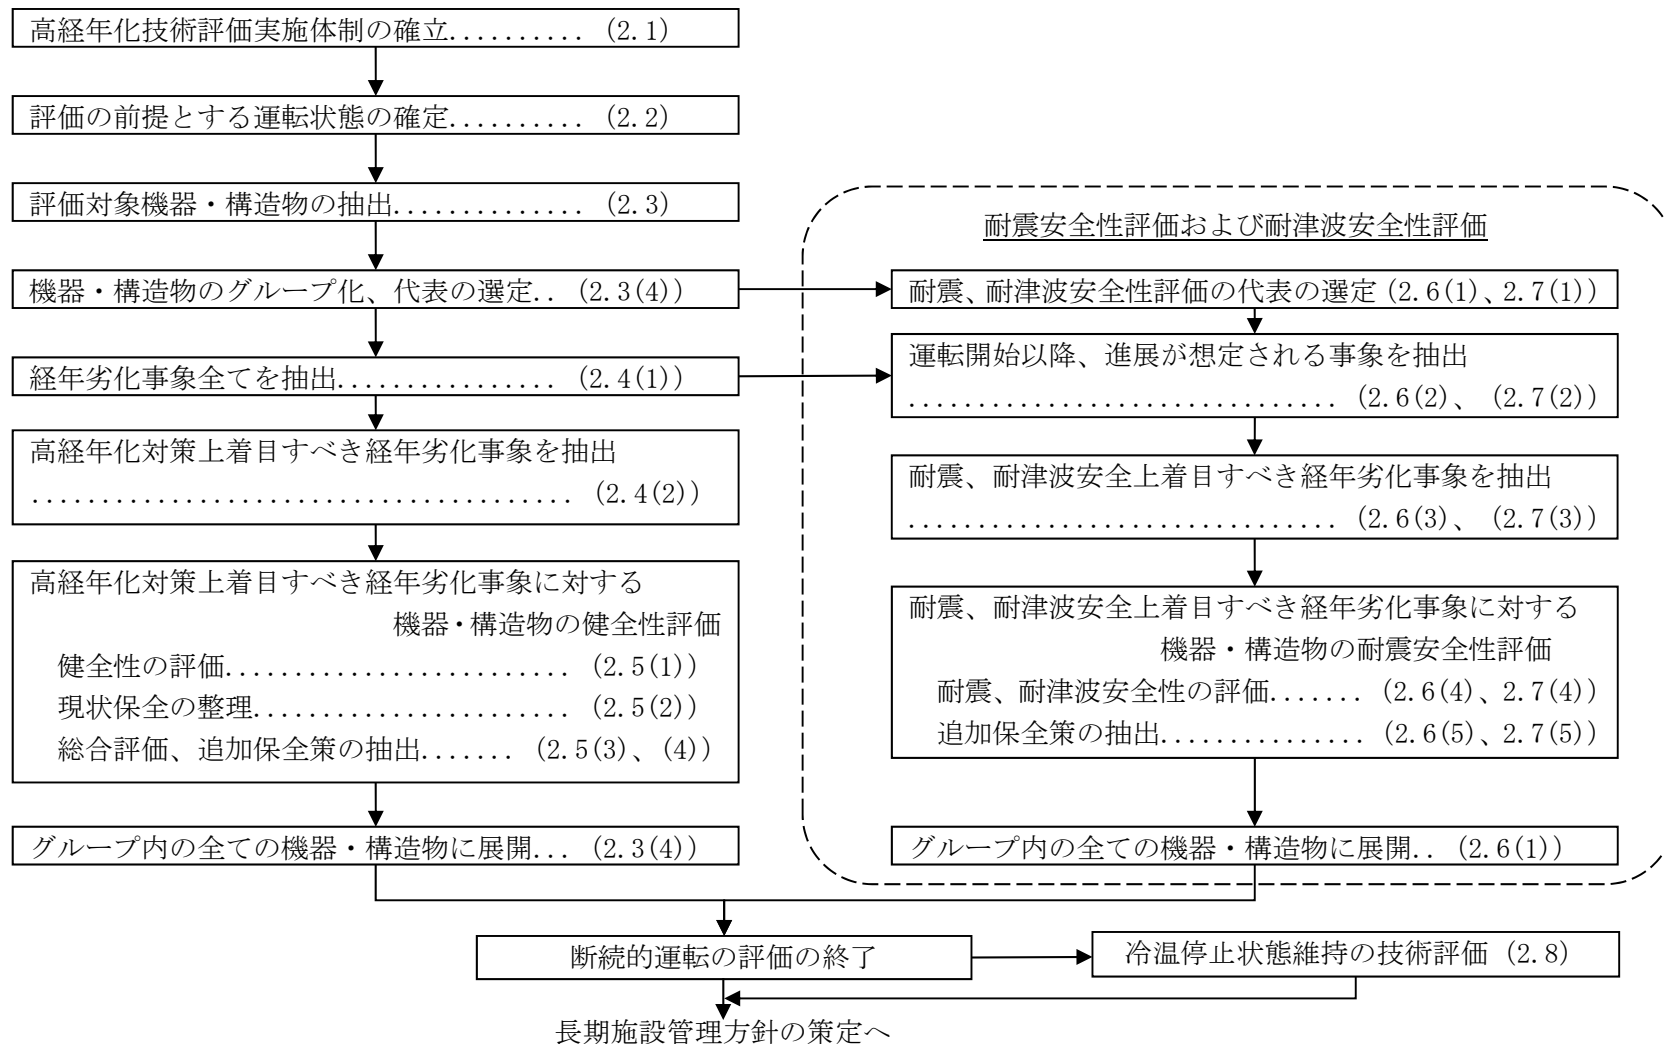 高経年化技術評価実施体制の確立.......... (2.1)
評価の前提とする運転状態の確定.......... (2.2)
評価対象機器・構造物の抽出.............. (2.3)
機器・構造物のグループ化、代表の選定.. (2.3(4))
経年劣化事象全てを抽出................ (2.4(1))
高経年化対策上着目すべき経年劣化事象を抽出
....................................... (2.4(2))
高経年化対策上着目すべき経年劣化事象に対する
機器・構造物の健全性評価
健全性の評価......................... (2.5(1))
現状保全の整理....................... (2.5(2))
総合評価、追加保全策の抽出....... (2.5(3)、(4))
グループ内の全ての機器・構造物に展開... (2.3(4))
耐震安全性評価および耐津波安全性評価
耐震、耐津波安全性評価の代表の選定(2.6(1)、2.7(1))
運転開始以降、進展が想定される事象を抽出
............................... (2.6(2)、 (2.7(2))
耐震、耐津波安全上着目すべき経年劣化事象を抽出
............................... (2.6(3)、 (2.7(3))
耐震、耐津波安全上着目すべき経年劣化事象に対する
機器・構造物の耐震安全性評価
耐震、耐津波安全性の評価....... (2.6(4)、2.7(4))
追加保全策の抽出............... (2.6(5)、2.7(5))
グループ内の全ての機器・構造物に展開.. (2.6(1))
断続的運転の評価の終了
冷温停止状態維持の技術評価 (2.8)
長期施設管理方針の策定へ